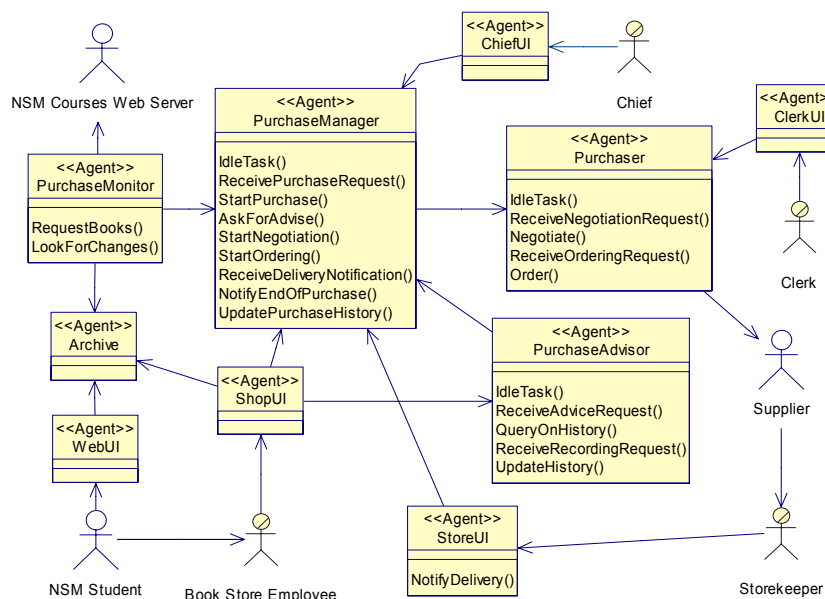 <<Agent>>
ChiefUI
Chief
NSM Courses Web Server
<<Agent>>
PurchaseManager
IdleTask()
ReceivePurchaseRequest()
StartPurchase()
AskForAdvise()
StartNegotiation()
StartOrdering()
ReceiveDeliveryNotification()
NotifyEndOfPurchase()
UpdatePurchaseHistory()
<<Agent>>
ClerkUI
Clerk
<<Agent>>
Purchaser
IdleTask()
ReceiveNegotiationRequest()
Negotiate()
ReceiveOrderingRequest()
Order()
<<Agent>>
PurchaseMonitor
RequestBooks()
LookForChanges()
<<Agent>>
Archive
<<Agent>>
PurchaseAdvisor
IdleTask()
ReceiveAdviceRequest()
QueryOnHistory()
ReceiveRecordingRequest()
UpdateHistory()
Supplier
<<Agent>>
ShopUI
<<Agent>>
WebUI
<<Agent>>
StoreUI
NotifyDelivery()
NSM Student
Book Store Employee
Storekeeper